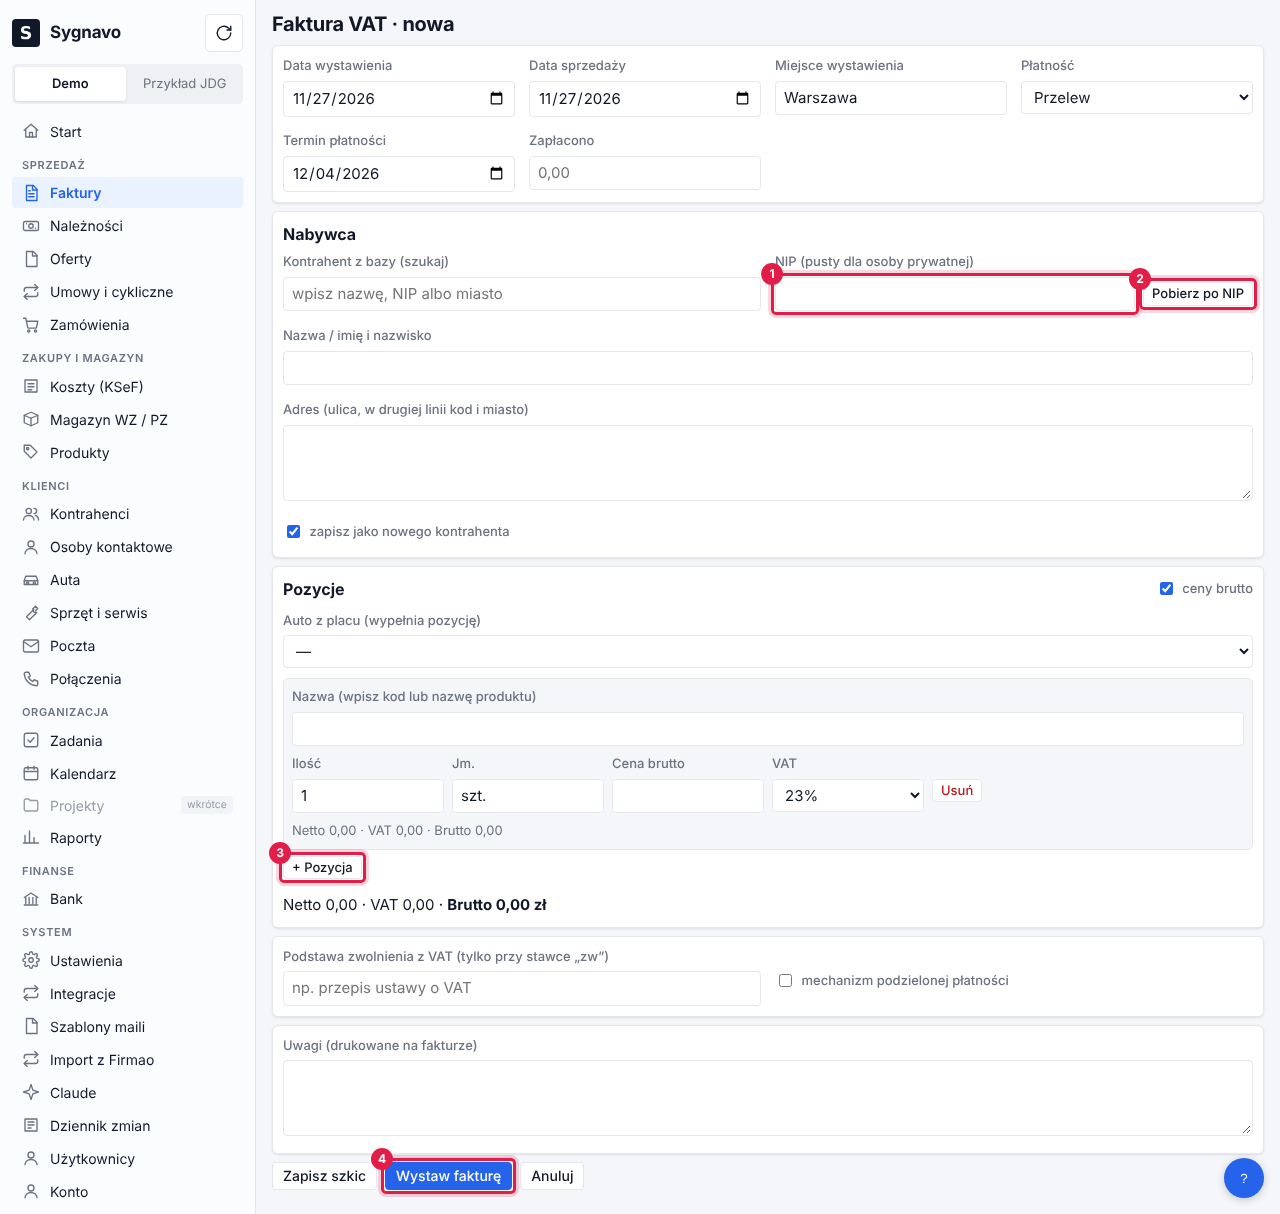 S Sygnavo
Demo Przykład JDG
Start
SPRZEDAŻ
Faktury
Należności
Oferty
Umowy i cykliczne
Zamówienia
ZAKUPY I MAGAZYN
Koszty (KSeF)
Magazyn WZ / PZ
Produkty
KLIENCI
Kontrahenci
Osoby kontaktowe
Auta
Sprzęt i serwis
Poczta
Połączenia
ORGANIZACJA
Zadania
Kalendarz
Projekty wkrótce
Raporty
FINANSE
Bank
SYSTEM
Ustawienia
Integracje
Szablony maili
Import z Firmao
Claude
Dziennik zmian
Użytkownicy
Konto
Faktura VAT · nowa
Data wystawienia Data sprzedaży Miejsce wystawienia Płatność
11/27/2026 11/27/2026 Warszawa Przelew
Termin płatności Zapłacono
12/04/2026 0,00
Nabywca
Kontrahent z bazy (szukaj) NIP (pusty dla osoby prywatnej)
1 2
wpisz nazwę, NIP albo miasto Pobierz po NIP
Nazwa / imię i nazwisko
Adres (ulica, w drugiej linii kod i miasto)
zapisz jako nowego kontrahenta
Pozycje ceny brutto
Auto z placu (wypełnia pozycję)
—
Nazwa (wpisz kod lub nazwę produktu)
Ilość Jm. Cena brutto VAT
1 szt. 23% Usuń
Netto 0,00 · VAT 0,00 · Brutto 0,00
3
+ Pozycja
Netto 0,00 · VAT 0,00 · Brutto 0,00 zł
Podstawa zwolnienia z VAT (tylko przy stawce „zw”)
np. przepis ustawy o VAT mechanizm podzielonej płatności
Uwagi (drukowane na fakturze)
4
Zapisz szkic Wystaw fakturę Anuluj
?